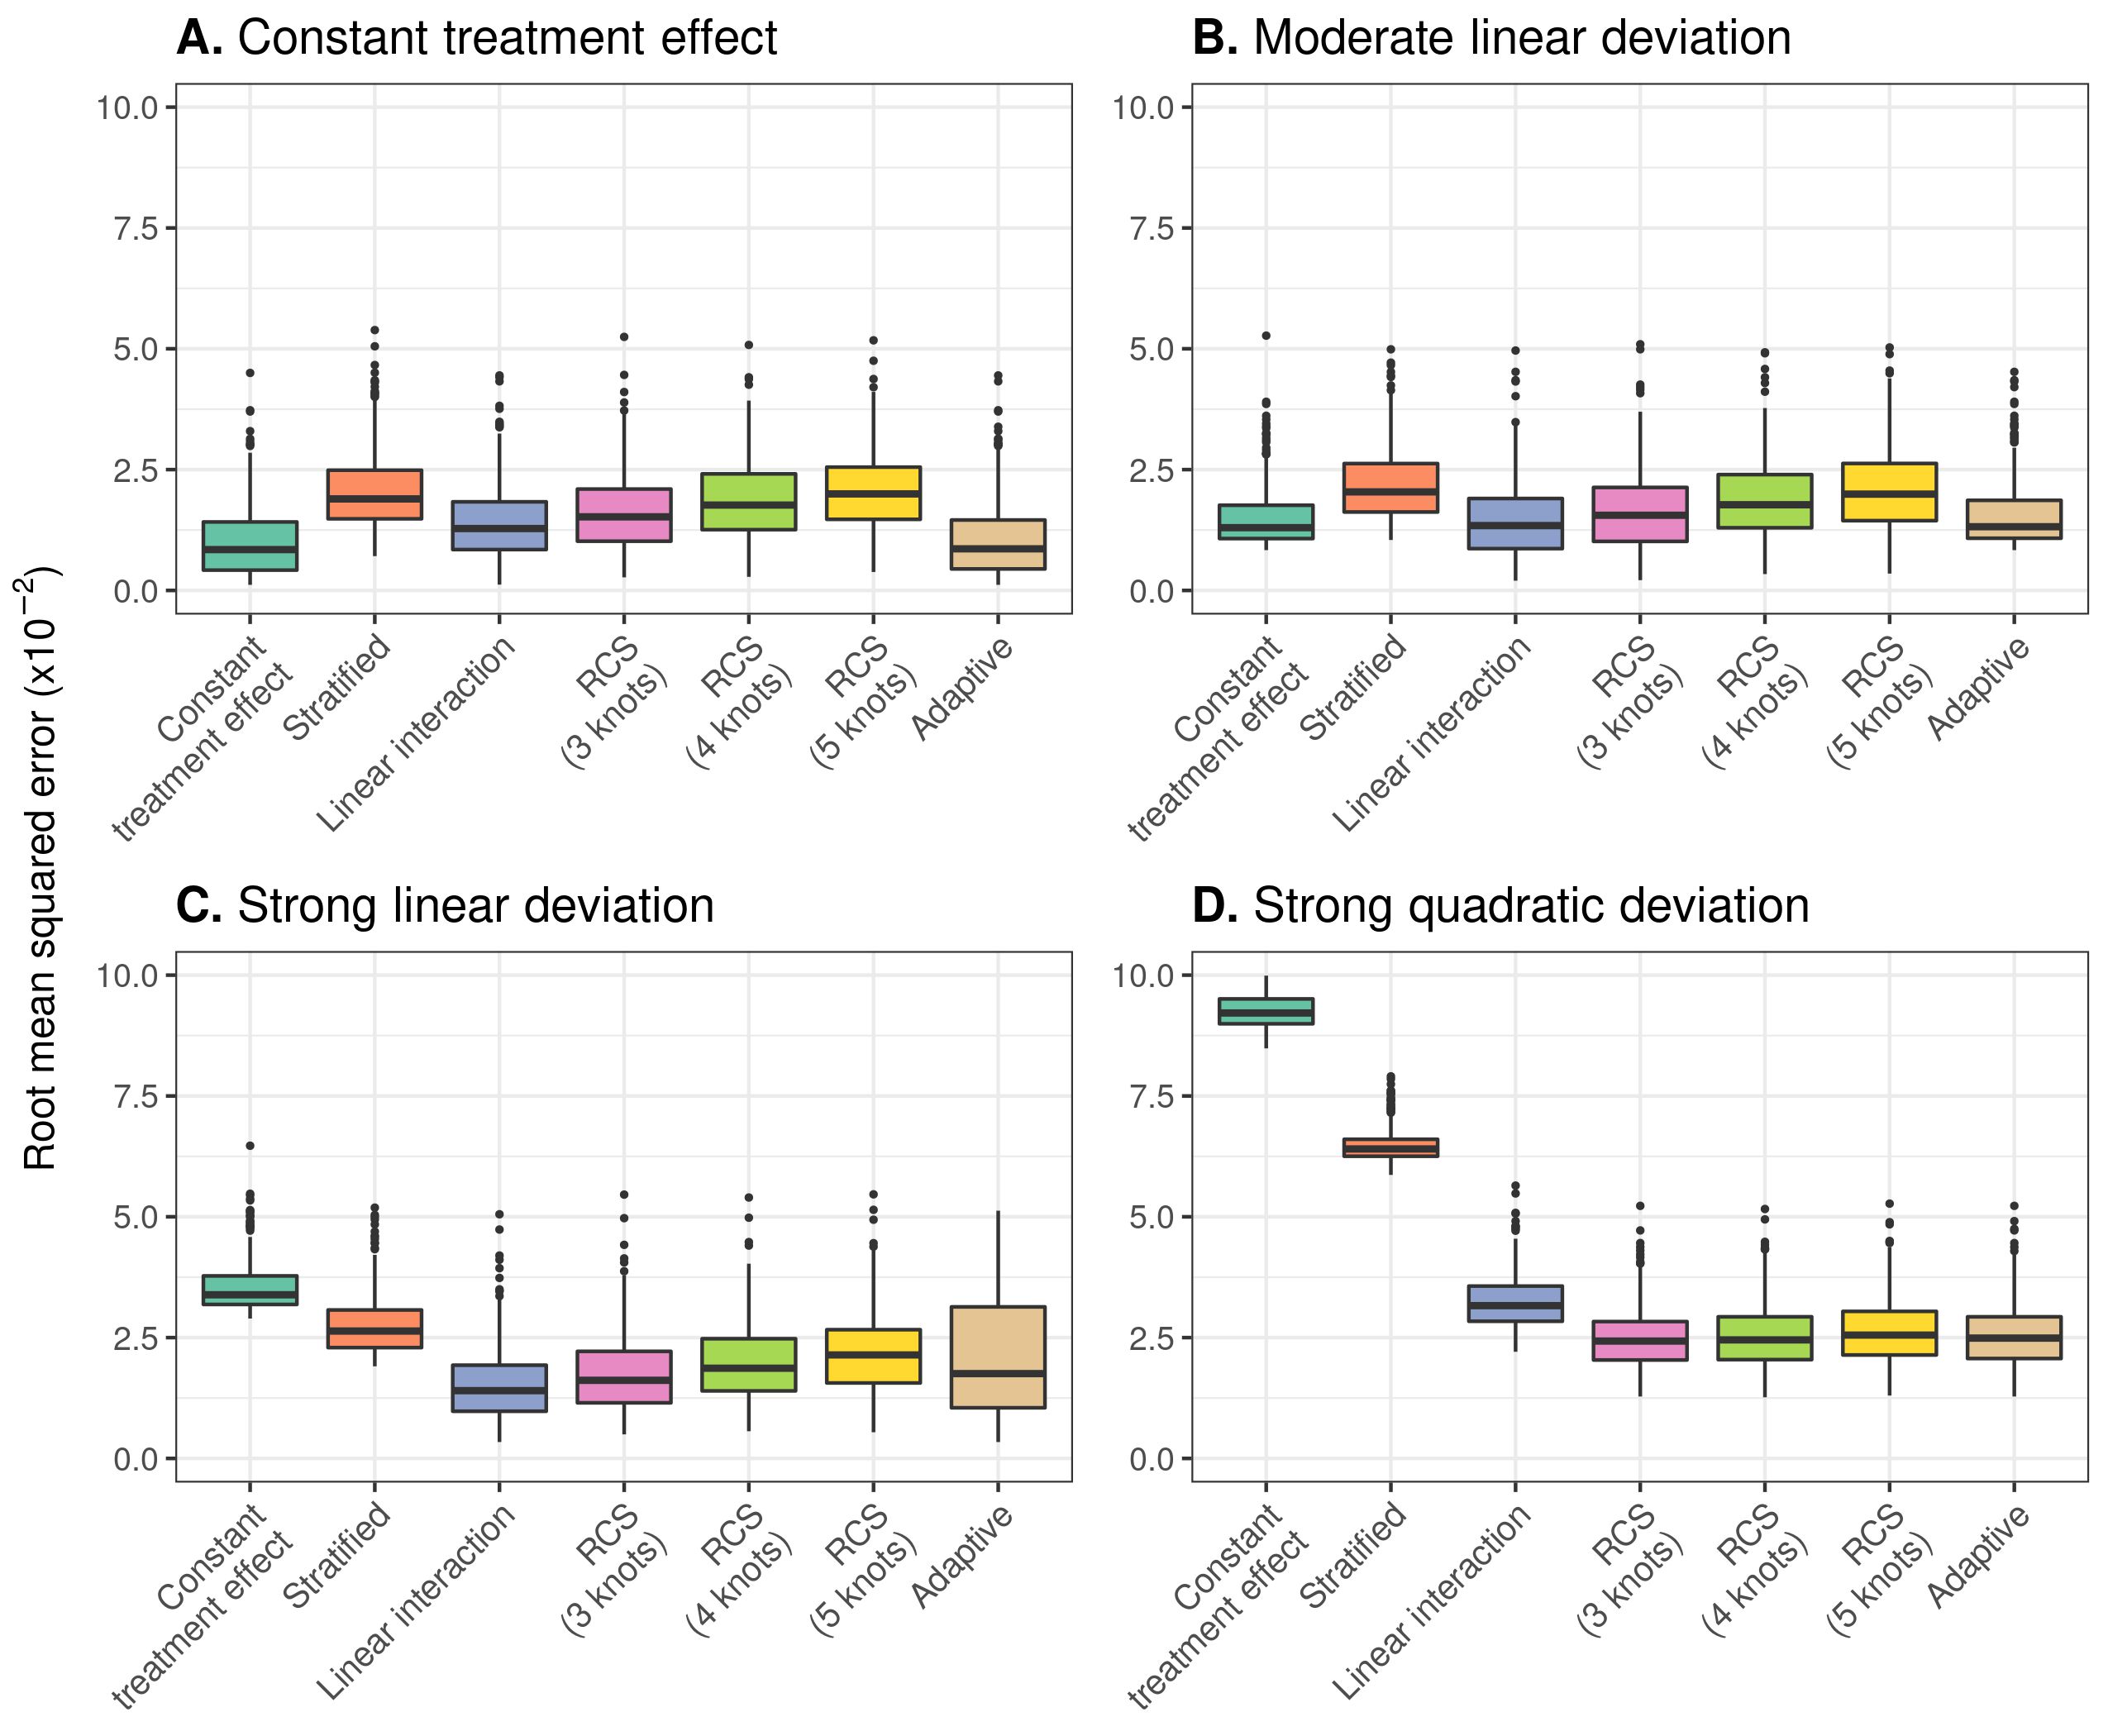 Root mean squared error (x10⁻²)
A. Constant treatment effect
10.0
7.5
5.0
2.5
0.0
Constant
treatment effect
Stratified
Linear interaction
RCS
(3 knots)
RCS
(4 knots)
RCS
(5 knots)
Adaptive
B. Moderate linear deviation
10.0
7.5
5.0
2.5
0.0
Constant
treatment effect
Stratified
Linear interaction
RCS
(3 knots)
RCS
(4 knots)
RCS
(5 knots)
Adaptive
C. Strong linear deviation
10.0
7.5
5.0
2.5
0.0
Constant
treatment effect
Stratified
Linear interaction
RCS
(3 knots)
RCS
(4 knots)
RCS
(5 knots)
Adaptive
D. Strong quadratic deviation
10.0
7.5
5.0
2.5
0.0
Constant
treatment effect
Stratified
Linear interaction
RCS
(3 knots)
RCS
(4 knots)
RCS
(5 knots)
Adaptive